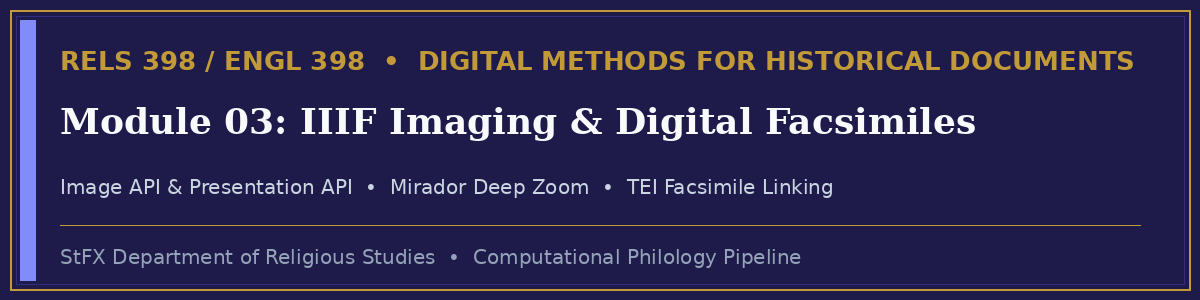 RELS 398 / ENGL 398 • DIGITAL METHODS FOR HISTORICAL DOCUMENTS
Module 03: IIIF Imaging & Digital Facsimiles
Image API & Presentation API • Mirador Deep Zoom • TEI Facsimile Linking
StFX Department of Religious Studies • Computational Philology Pipeline